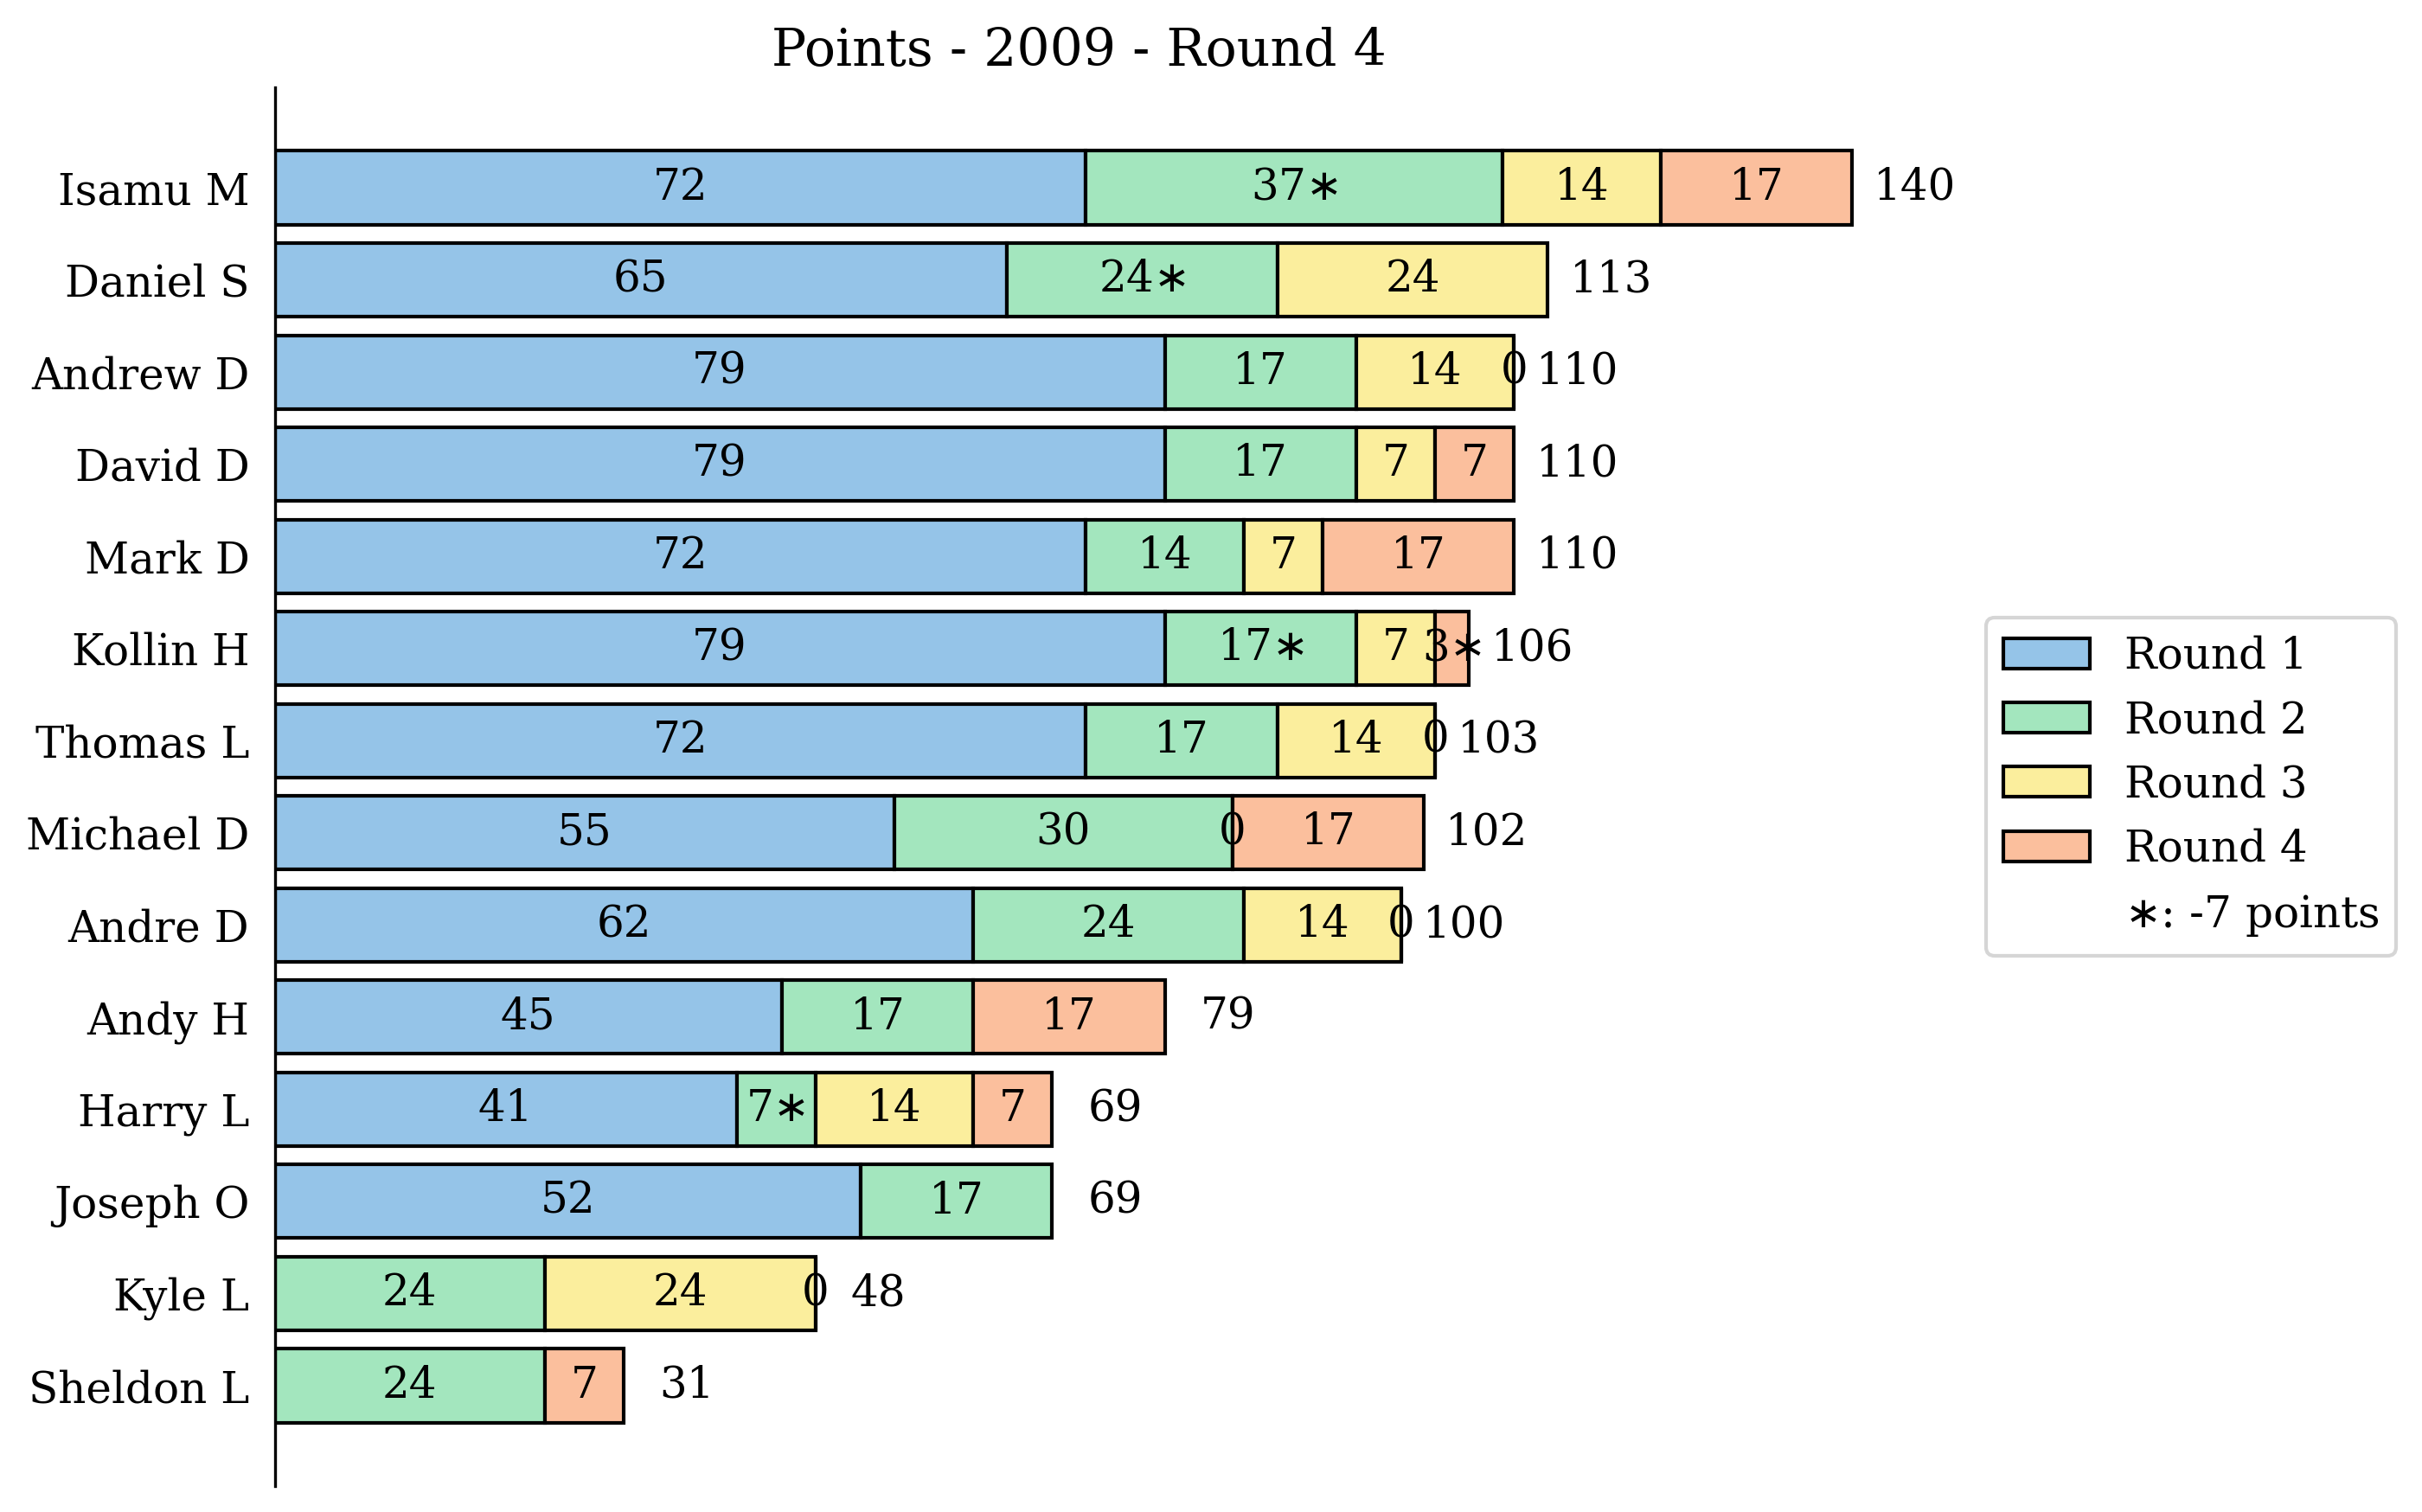 Points - 2009 - Round 4
Isamu M 72 37∗ 14 17 140
Daniel S 65 24∗ 24 113
Andrew D 79 17 14 0 110
David D 79 17 7 7 110
Mark D 72 14 7 17 110
Kollin H 79 17∗ 7 3∗ 106
Thomas L 72 17 14 0 103
Michael D 55 30 0 17 102
Andre D 62 24 14 0 100
Andy H 45 17 17 79
Harry L 41 7∗ 14 7 69
Joseph O 52 17 69
Kyle L 24 24 0 48
Sheldon L 24 7 31
Round 1
Round 2
Round 3
Round 4
∗: -7 points